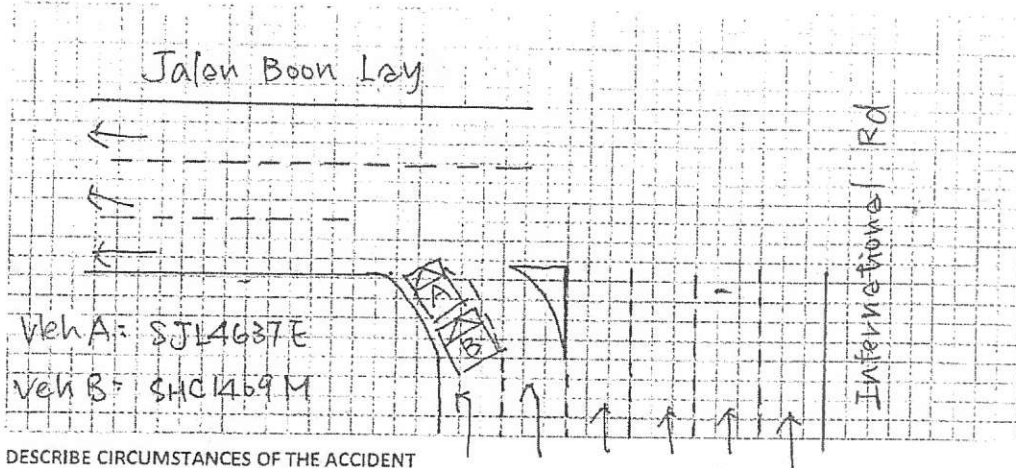 Jalan Boon Lay
International Rd
A
B
Veh A: SJL4637E
Veh B: SHC1469M
DESCRIBE CIRCUMSTANCES OF THE ACCIDENT